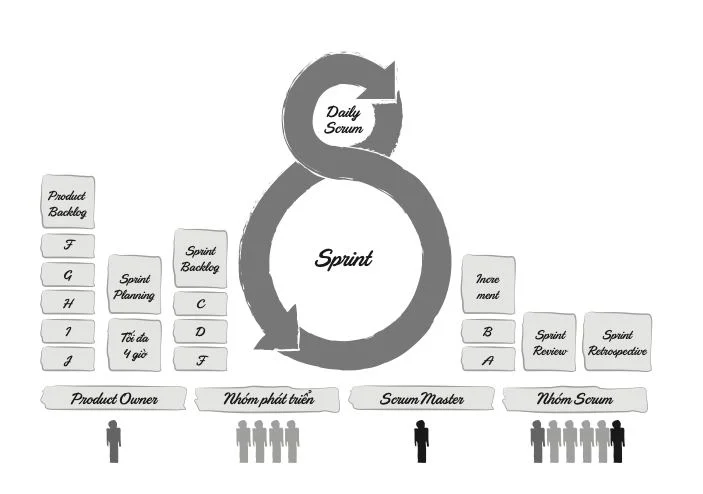 Daily
Scrum
Product
Backlog
F
G
H
I
J
Sprint
Planning
Tối đa
4 giờ
Sprint
Backlog
C
D
F
Sprint
Incre
ment
B
A
Sprint
Review
Sprint
Retrospective
Product Owner
Nhóm phát triển
Scrum Master
Nhóm Scrum